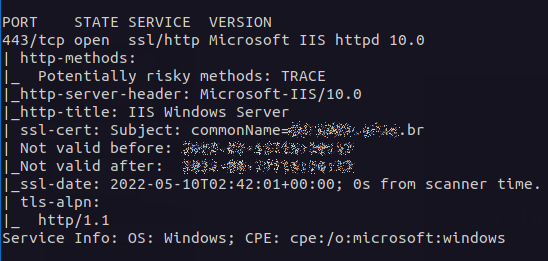 PORT    STATE SERVICE  VERSION
443/tcp open  ssl/http Microsoft IIS httpd 10.0
| http-methods:
|_  Potentially risky methods: TRACE
|_http-server-header: Microsoft-IIS/10.0
|_http-title: IIS Windows Server
| ssl-cert: Subject: commonName= .br
| Not valid before:
|_Not valid after:
|_ssl-date: 2022-05-10T02:42:01+00:00; 0s from scanner time.
| tls-alpn:
|_  http/1.1
Service Info: OS: Windows; CPE: cpe:/o:microsoft:windows